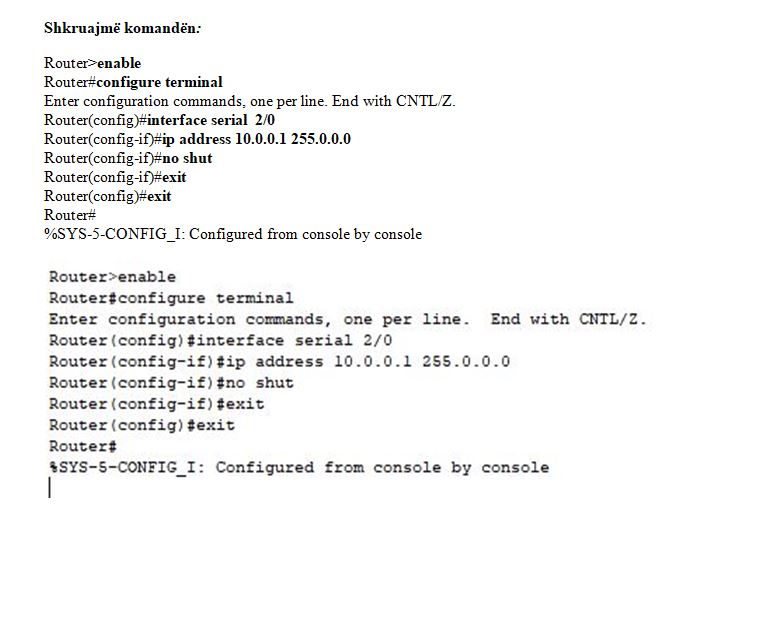 Shkruajmë komandën:
Router>enable
Router#configure terminal
Enter configuration commands, one per line. End with CNTL/Z.
Router(config)#interface serial 2/0
Router(config-if)#ip address 10.0.0.1 255.0.0.0
Router(config-if)#no shut
Router(config-if)#exit
Router(config)#exit
Router#
%SYS-5-CONFIG_I: Configured from console by console
Router>enable
Router#configure terminal
Enter configuration commands, one per line.  End with CNTL/Z.
Router(config)#interface serial 2/0
Router(config-if)#ip address 10.0.0.1 255.0.0.0
Router(config-if)#no shut
Router(config-if)#exit
Router(config)#exit
Router#
%SYS-5-CONFIG_I: Configured from console by console